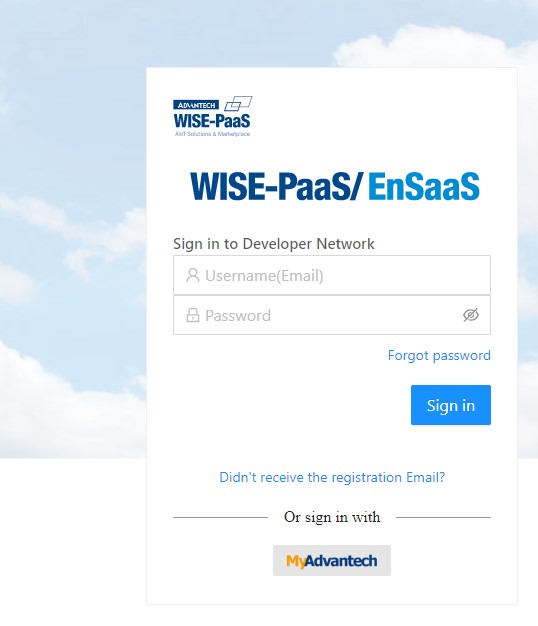 ADVANTECH
WISE-PaaS
AIoT Solutions & Marketplace
WISE-PaaS/ EnSaaS
Sign in to Developer Network
Username(Email)
Password
Forgot password
Sign in
Didn't receive the registration Email?
Or sign in with
MyAdvantech